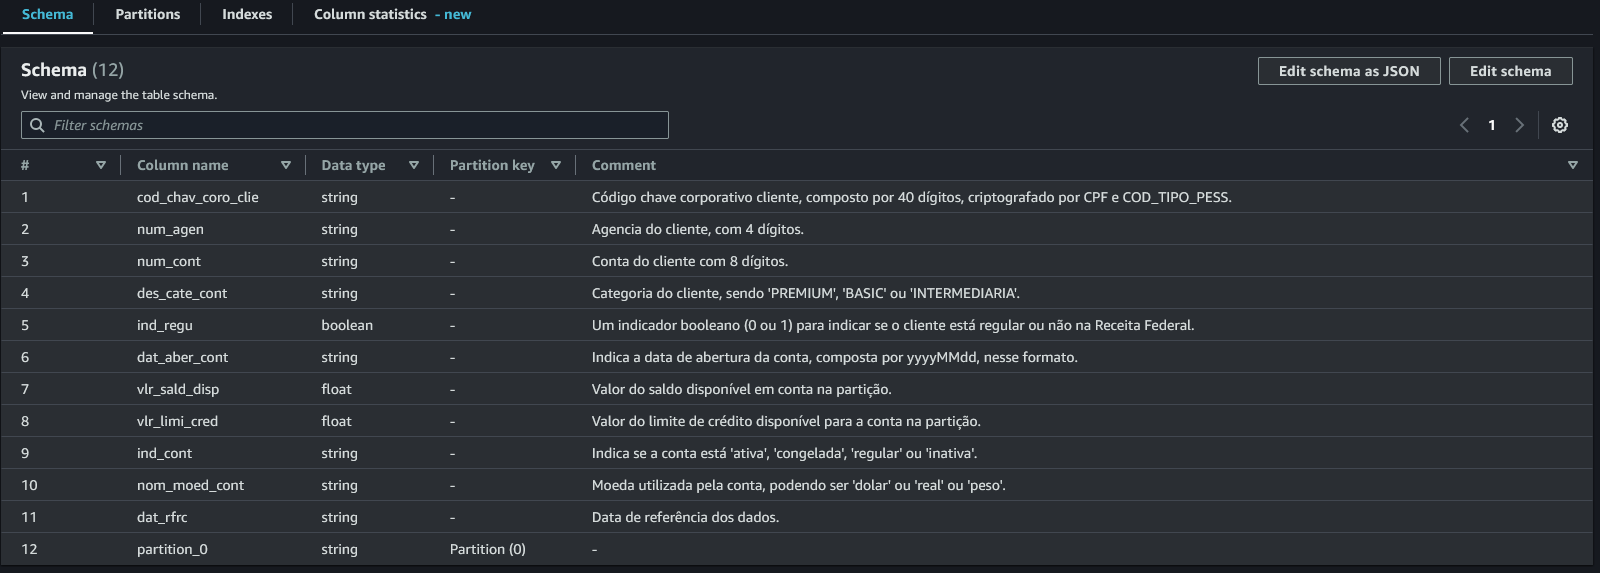 Schema Partitions Indexes Column statistics - new
Schema (12)
Edit schema as JSON Edit schema
View and manage the table schema.
Filter schemas
1
# Column name Data type Partition key Comment
1 cod_chav_coro_clie string - Código chave corporativo cliente, composto por 40 dígitos, criptografado por CPF e COD_TIPO_PESS.
2 num_agen string - Agencia do cliente, com 4 dígitos.
3 num_cont string - Conta do cliente com 8 dígitos.
4 des_cate_cont string - Categoria do cliente, sendo 'PREMIUM', 'BASIC' ou 'INTERMEDIARIA'.
5 ind_regu boolean - Um indicador booleano (0 ou 1) para indicar se o cliente está regular ou não na Receita Federal.
6 dat_aber_cont string - Indica a data de abertura da conta, composta por yyyyMMdd, nesse formato.
7 vlr_sald_disp float - Valor do saldo disponível em conta na partição.
8 vlr_limi_cred float - Valor do limite de crédito disponível para a conta na partição.
9 ind_cont string - Indica se a conta está 'ativa', 'congelada', 'regular' ou 'inativa'.
10 nom_moed_cont string - Moeda utilizada pela conta, podendo ser 'dolar' ou 'real' ou 'peso'.
11 dat_rfrc string - Data de referência dos dados.
12 partition_0 string Partition (0) -